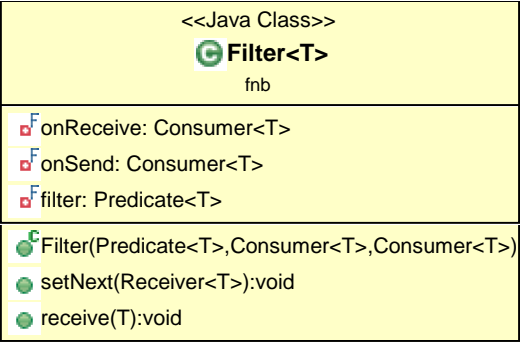 <<Java Class>>
C Filter<T>
fnb
F onReceive: Consumer<T>
F onSend: Consumer<T>
F filter: Predicate<T>
C Filter(Predicate<T>,Consumer<T>,Consumer<T>)
setNext(Receiver<T>):void
receive(T):void